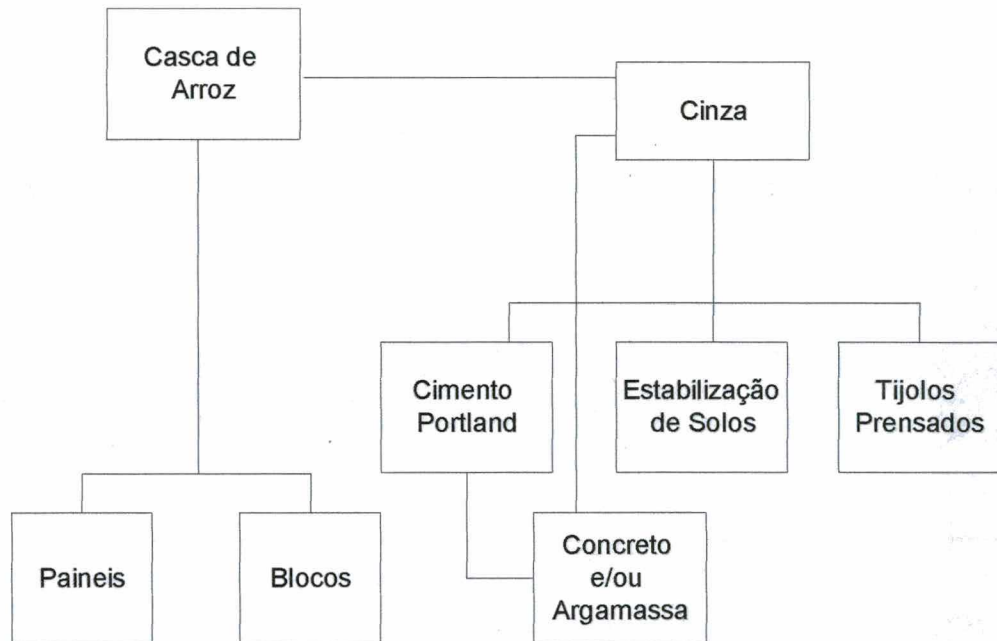 Casca de
Arroz
Cinza
Cimento
Portland
Estabilização
de Solos
Tijolos
Prensados
Paineis
Blocos
Concreto
e/ou
Argamassa